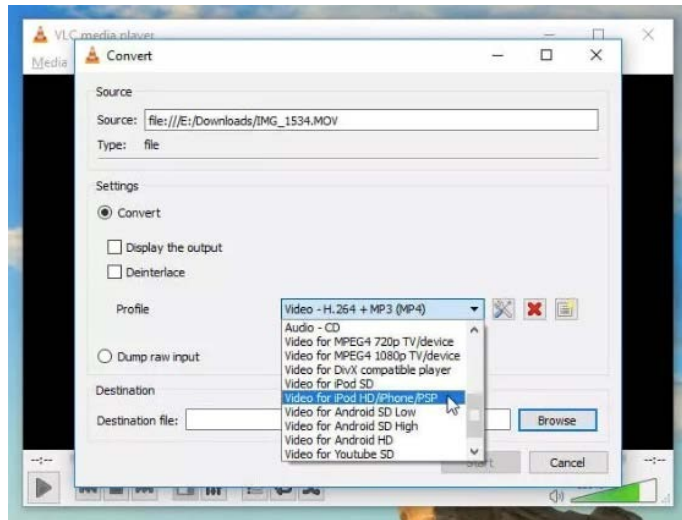 VLC media player
Media
Convert
Source
Source: file:///E:/Downloads/IMG_1534.MOV
Type: file
Settings
Convert
Display the output
Deinterlace
Profile
Video - H.264 + MP3 (MP4)
Audio - CD
Video for MPEG4 720p TV/device
Video for MPEG4 1080p TV/device
Video for DivX compatible player
Video for iPod SD
Video for iPod HD/iPhone/PSP
Video for Android SD Low
Video for Android SD High
Video for Android HD
Video for Youtube SD
Dump raw input
Destination
Destination file:
Browse
Start
Cancel
--:--
--:--